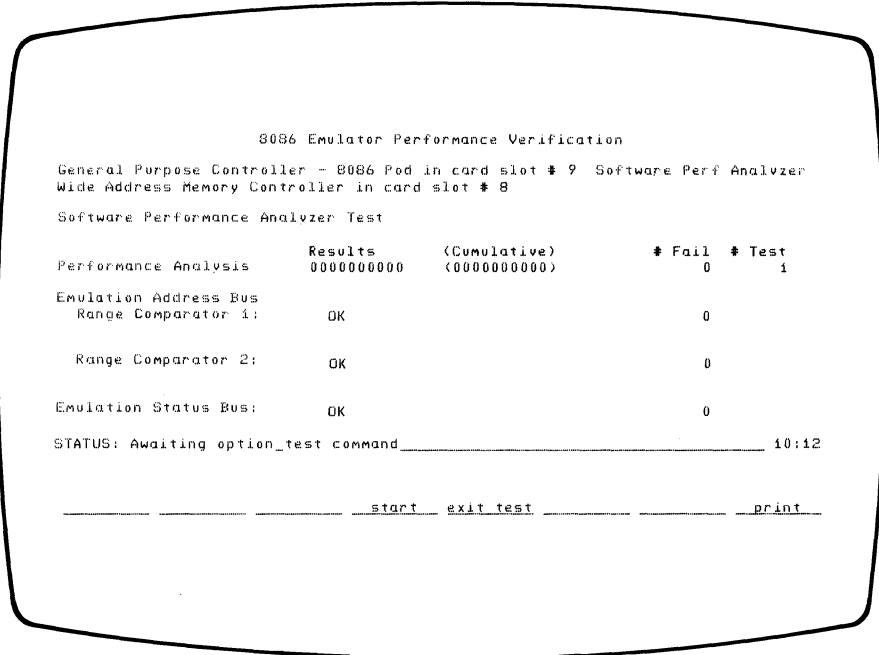 8086 Emulator Performance Verification
General Purpose Controller - 8086 Pod in card slot # 9 Software Perf Analyzer
Wide Address Memory Controller in card slot # 8
Software Performance Analyzer Test
Results (Cumulative) # Fail # Test
Performance Analysis 0000000000 (0000000000) 0 1
Emulation Address Bus
Range Comparator 1: OK 0
Range Comparator 2: OK 0
Emulation Status Bus: OK 0
STATUS: Awaiting option_test command 10:12
start exit test print